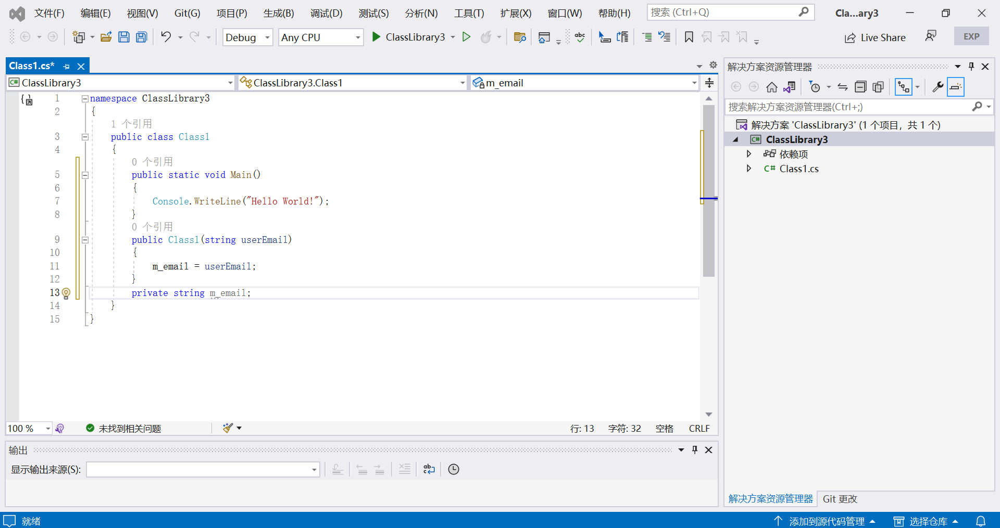 文件(F) 编辑(E) 视图(V) Git(G) 项目(P) 生成(B) 调试(D) 测试(S) 分析(N) 工具(T) 扩展(X) 窗口(W) 帮助(H) 搜索 (Ctrl+Q) Cla...ary3
Debug Any CPU ClassLibrary3 abc Live Share EXP
Class1.cs*
C# ClassLibrary3 ClassLibrary3.Class1 m_email
1 namespace ClassLibrary3
2 {
1 个引用
3 public class Class1
4 {
0 个引用
5 public static void Main()
6 {
7 Console.WriteLine("Hello World!");
8 }
0 个引用
9 public Class1(string userEmail)
10 {
11 m_email = userEmail;
12 }
13 private string m_email;
14 }
15 }
100 % 未找到相关问题 行: 13 字符: 32 空格 CRLF
输出
显示输出来源(S):
解决方案资源管理器
搜索解决方案资源管理器(Ctrl+;)
解决方案 'ClassLibrary3' (1 个项目，共 1 个)
C# ClassLibrary3
依赖项
C# Class1.cs
解决方案资源管理器 Git 更改
就绪 添加到源代码管理 选择仓库